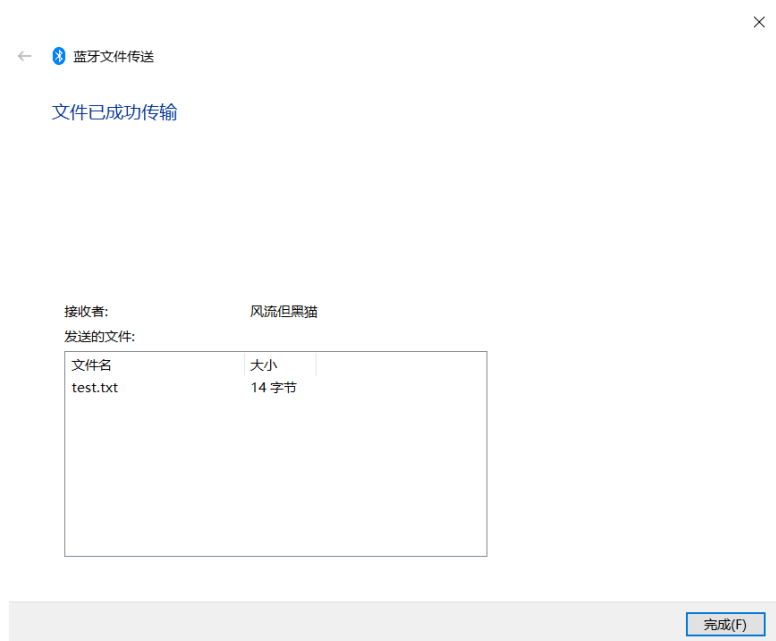 蓝牙文件传送
文件已成功传输
接收者: 风流但黑猫
发送的文件:
文件名 大小
test.txt 14 字节
完成(F)